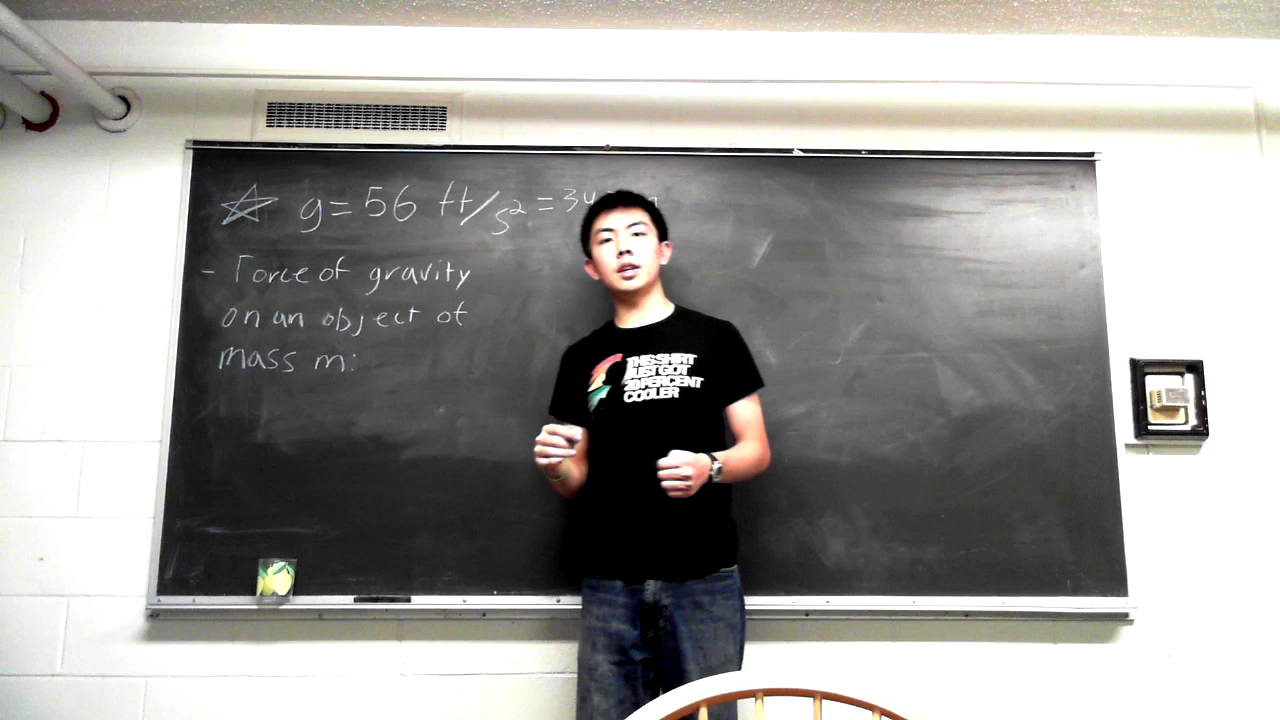 g = 56 ft/s² = 34
- Force of gravity
on an object of
mass m:
THIS SHIRT
JUST GOT
20 PERCENT
COOLER